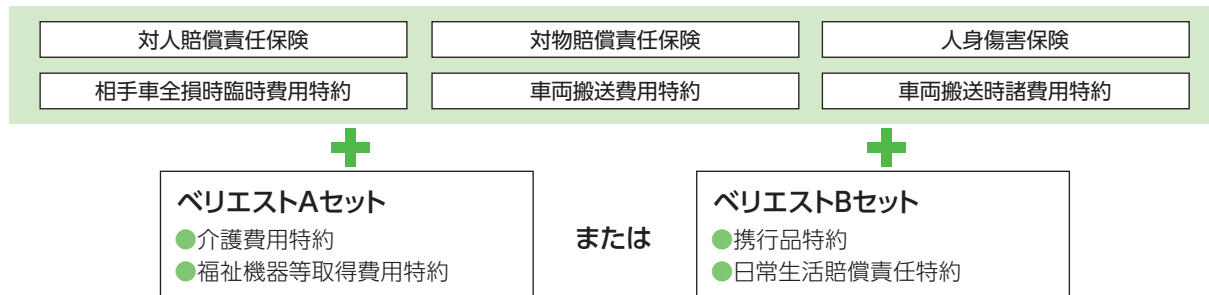 対人賠償責任保険
対物賠償責任保険
人身傷害保険
相手車全損時臨時費用特約
車両搬送費用特約
車両搬送時諸費用特約
ベリエストAセット
●介護費用特約
●福祉機器等取得費用特約
または
ベリエストBセット
●携行品特約
●日常生活賠償責任特約